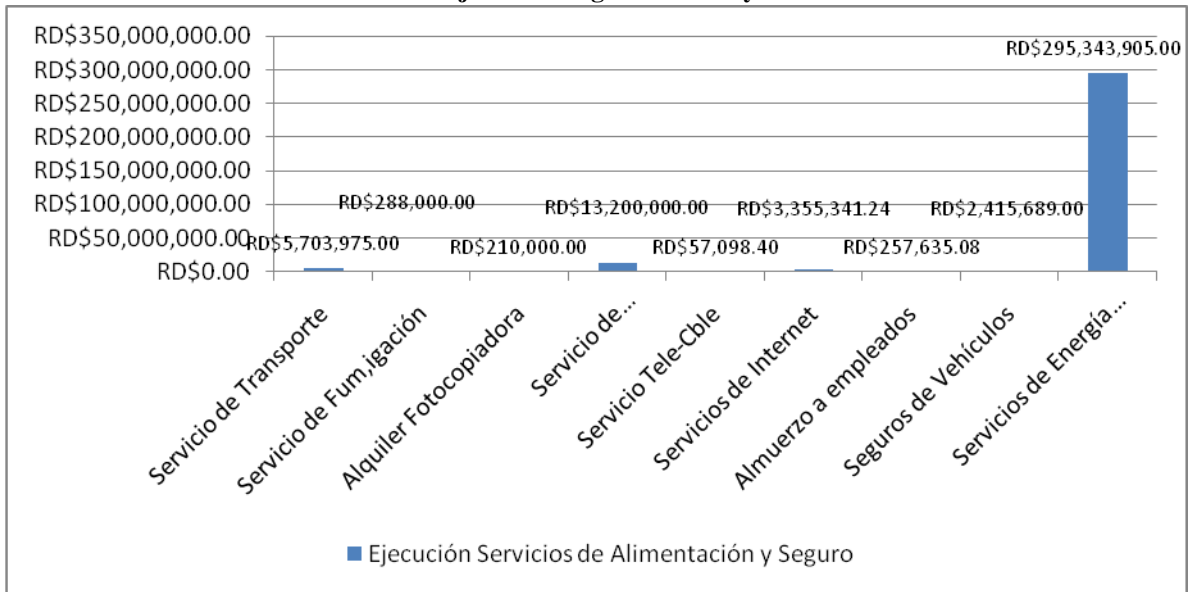 RD$350,000,000.00
RD$300,000,000.00
RD$250,000,000.00
RD$200,000,000.00
RD$150,000,000.00
RD$100,000,000.00
RD$50,000,000.00
RD$0.00
RD$5,703,975.00
RD$288,000.00
RD$210,000.00
RD$13,200,000.00
RD$57,098.40
RD$3,355,341.24
RD$257,635.08
RD$2,415,689.00
RD$295,343,905.00
Servicio de Transporte
Servicio de Fum,igación
Alquiler Fotocopiadora
Servicio de...
Servicio Tele-Cble
Servicios de Internet
Almuerzo a empleados
Seguros de Vehículos
Servicios de Energía...
Ejecución Servicios de Alimentación y Seguro